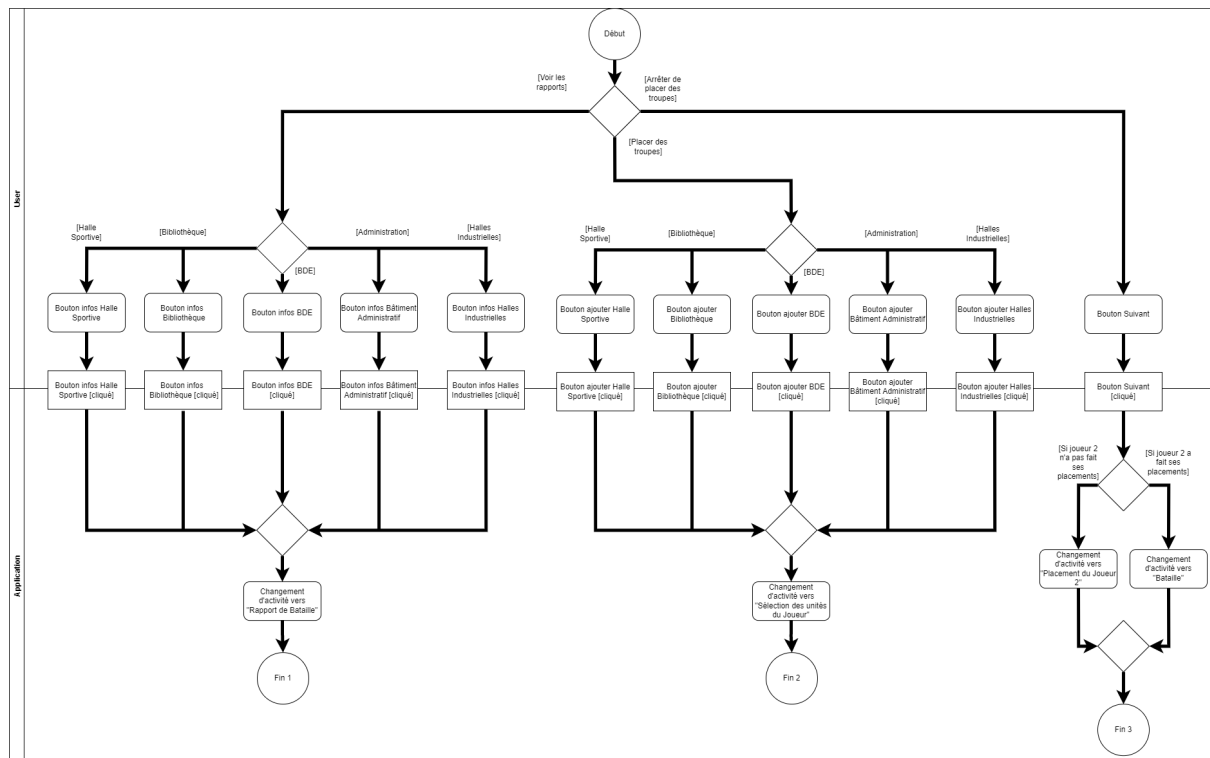 Début
[Voir les
rapports]
[Arrêter de
placer des
troupes]
[Placer des
troupes]
User
[Halle
Sportive]
[Bibliothèque]
[Administration]
[Halles
Industrielles]
[BDE]
[Halle
Sportive]
[Bibliothèque]
[Administration]
[Halles
Industrielles]
[BDE]
Bouton infos Halle
Sportive
Bouton infos
Bibliothèque
Bouton infos BDE
Bouton infos Bâtiment
Administratif
Bouton infos Halles
Industrielles
Bouton ajouter Halle
Sportive
Bouton ajouter
Bibliothèque
Bouton ajouter BDE
Bouton ajouter
Bâtiment Administratif
Bouton ajouter Halles
Industrielles
Bouton Suivant
Bouton infos Halle
Sportive [cliqué]
Bouton infos
Bibliothèque [cliqué]
Bouton infos BDE
[cliqué]
Bouton infos Bâtiment
Administratif [cliqué]
Bouton infos Halles
Industrielles [cliqué]
Bouton ajouter Halle
Sportive [cliqué]
Bouton ajouter
Bibliothèque [cliqué]
Bouton ajouter BDE
[cliqué]
Bouton ajouter
Bâtiment Administratif
[cliqué]
Bouton ajouter Halles
Industrielles [cliqué]
Bouton Suivant
[cliqué]
Application
[Si joueur 2
n'a pas fait
ses
placements]
[Si joueur 2 a
fait ses
placements]
Changement
d'activité vers
"Placement du Joueur
2"
Changement
d'activité vers
"Bataille"
Changement
d'activité vers
"Rapport de Bataille"
Changement
d'activité vers
"Sélection des unités
du Joueur"
Fin 1
Fin 2
Fin 3